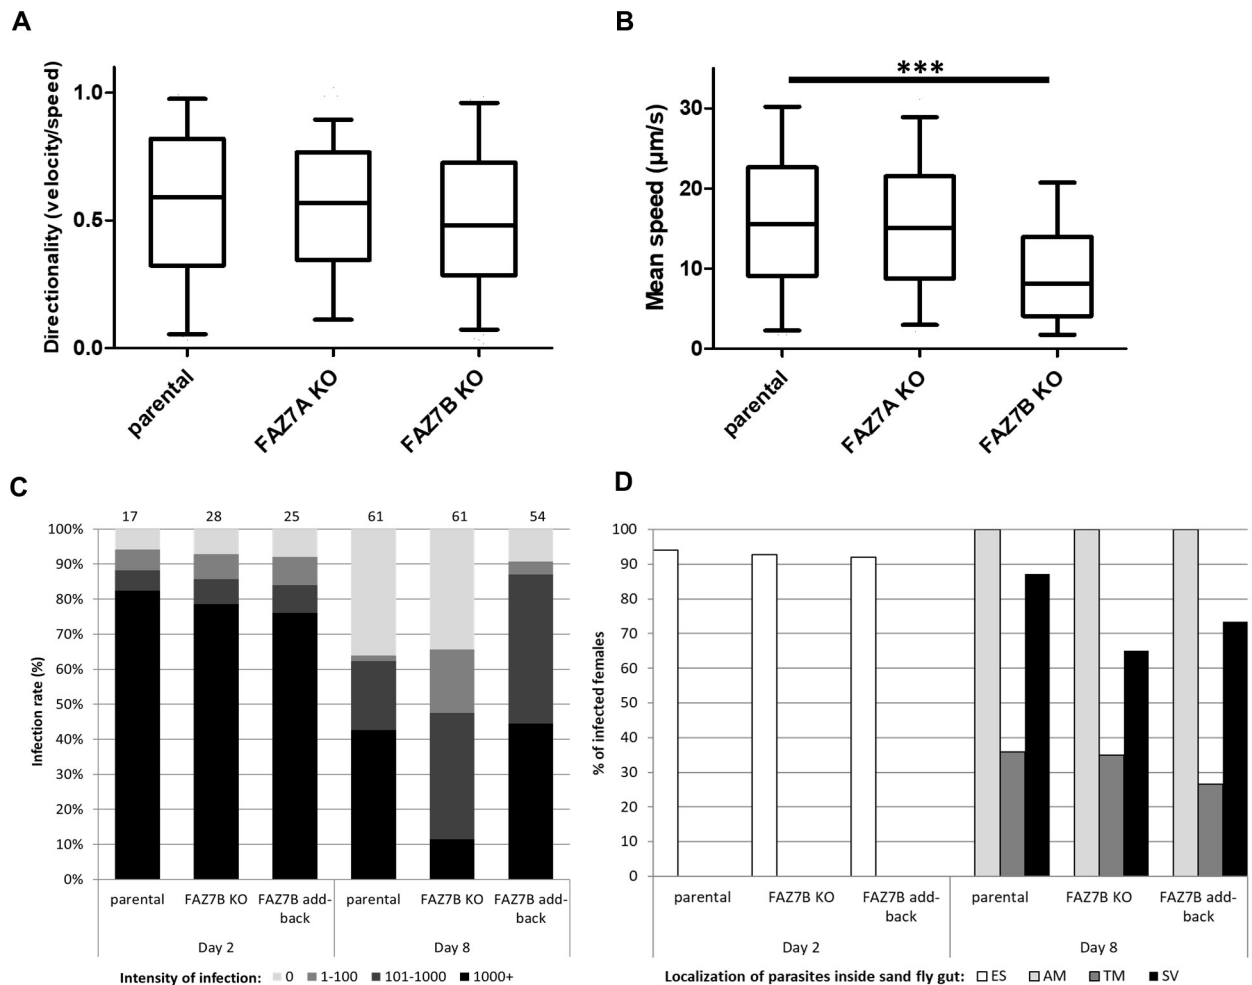 A
B
Directionality (velocity/speed)
1.0
0.5
0.0
parental
FAZ7A KO
FAZ7B KO
Mean speed (µm/s)
***
30
20
10
0
parental
FAZ7A KO
FAZ7B KO
C
D
Infection rate (%)
17 28 25 61 61 54
100%
90%
80%
70%
60%
50%
40%
30%
20%
10%
0%
parental FAZ7B KO FAZ7B add- parental FAZ7B KO FAZ7B add-
back back
Day 2 Day 8
Intensity of infection: 0 1-100 101-1000 1000+
% of infected females
100
90
80
70
60
50
40
30
20
10
0
parental FAZ7B KO FAZ7B add- parental FAZ7B KO FAZ7B add-
back back
Day 2 Day 8
Localization of parasites inside sand fly gut: ES AM TM SV